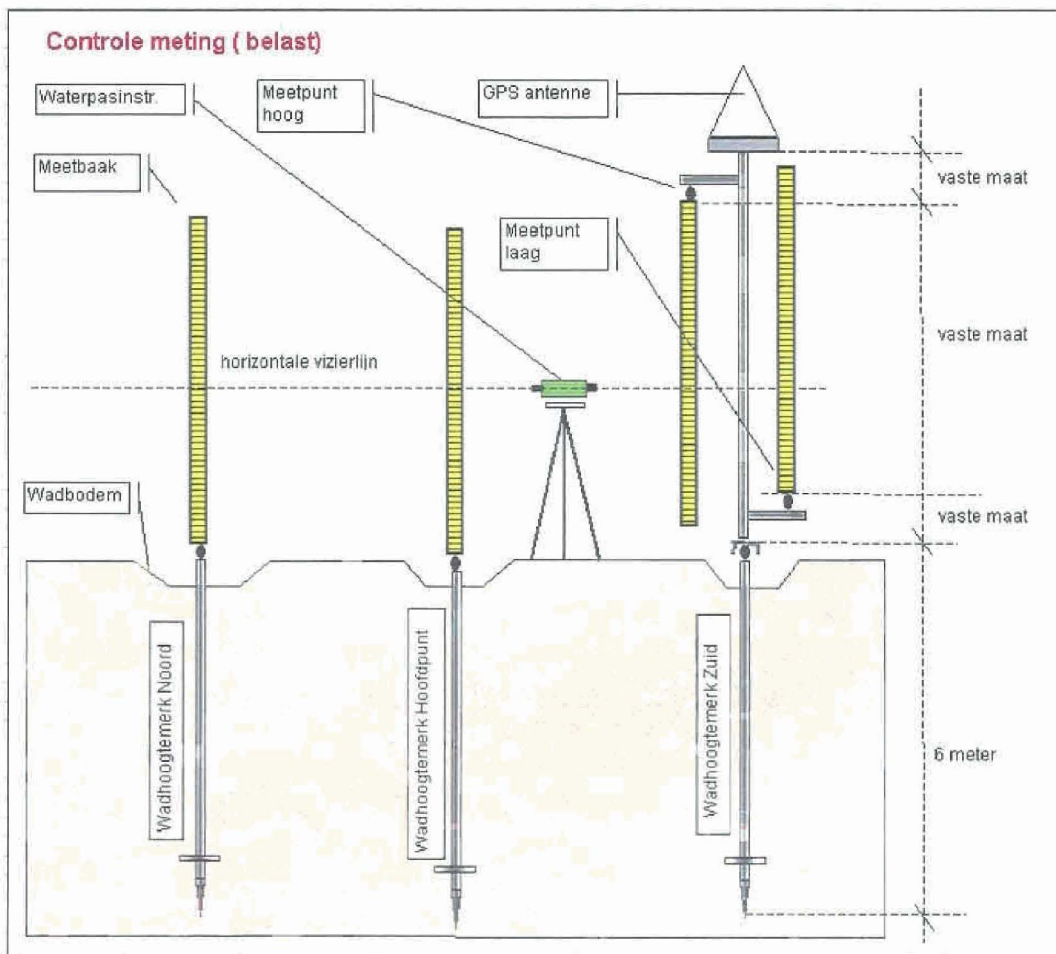 Controle meting ( belast)
Waterpasinstr.
Meetpunt
hoog
GPS antenne
Meetbaak
vaste maat
Meetpunt
laag
vaste maat
horizontale vizierlijn
Wadbodem
vaste maat
Wadhoogtemerk Noord
Wadhoogtemerk Hoofdpunt
Wadhoogtemerk Zuid
6 meter